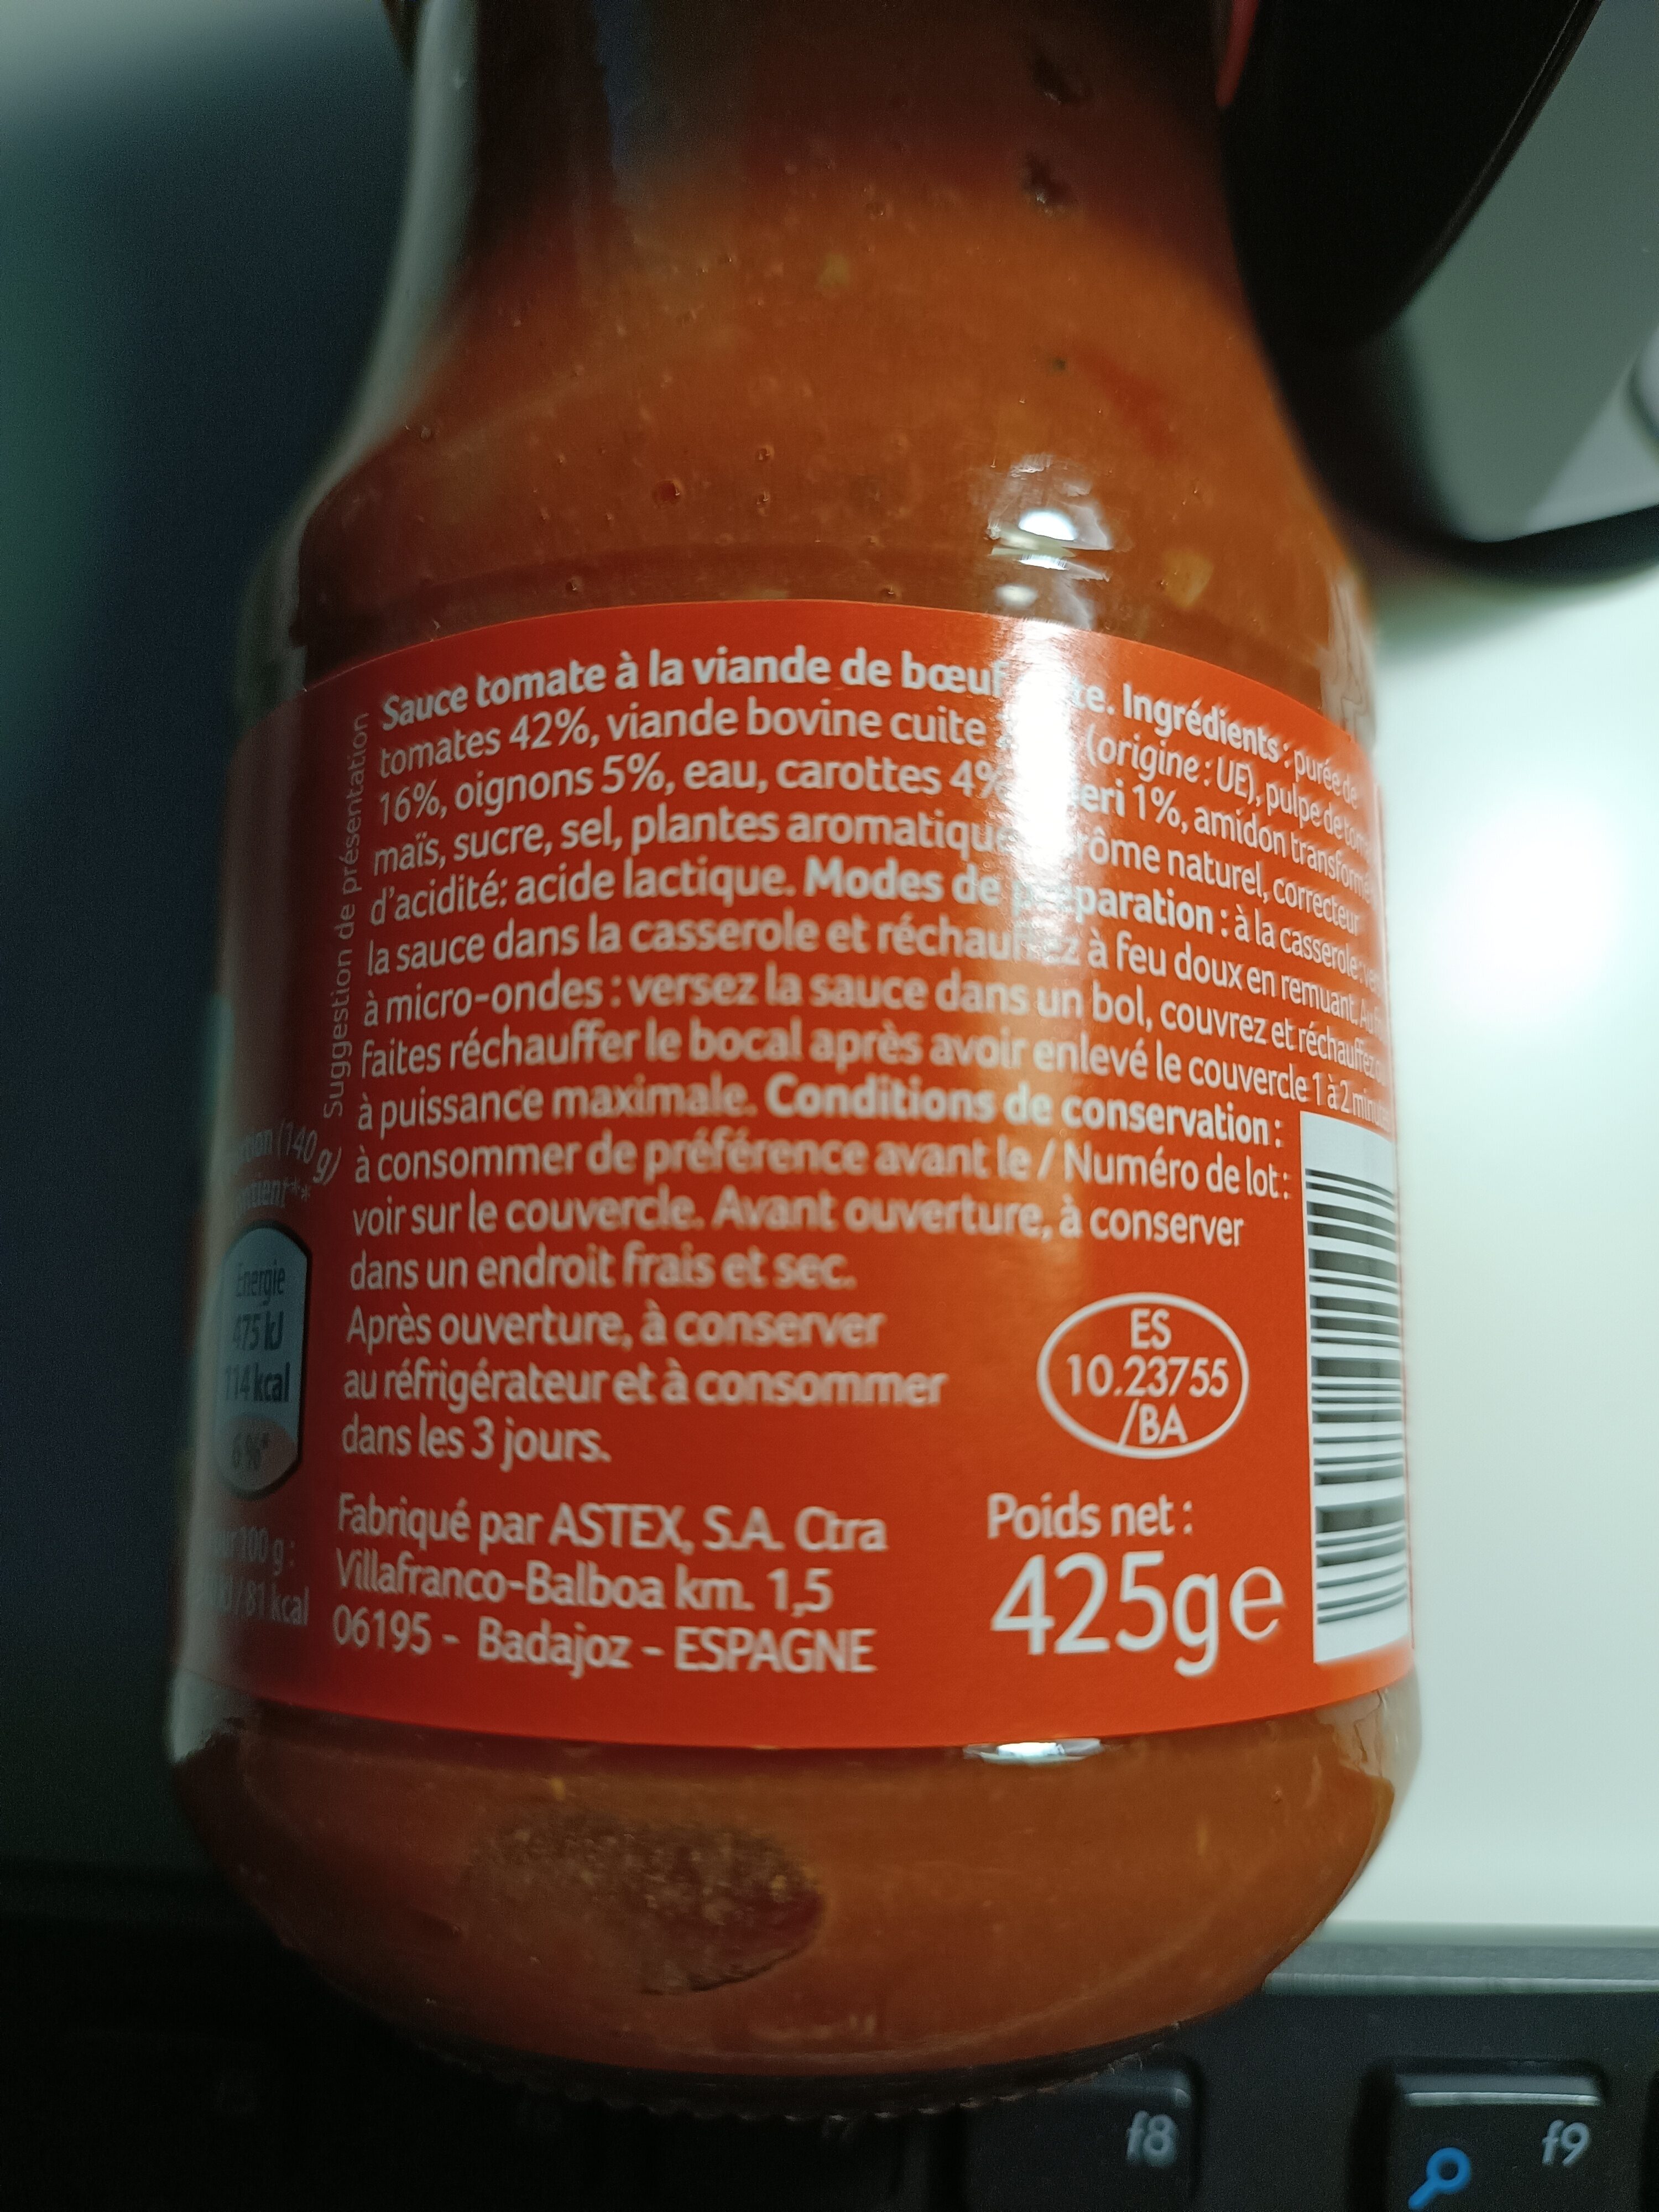 Sauce tomate à la viande de bœuf te. Ingrédients : purée de
tomates 42%, viande bovine cuite (origine : UE), pulpe de
16%, oignons 5%, eau, carottes 4% 1%, amidon
maïs, sucre, sel, plantes aromatiques naturel, correcteur
d'acidité: acide lactique. Modes de préparation : à la casserole :
la sauce dans la casserole et réchauffez à feu doux en remuant. Au
à micro-ondes : versez la sauce dans un bol, couvrez et réchauffez
faites réchauffer le bocal après avoir enlevé le couvercle 1 à 2
à puissance maximale. Conditions de conservation :
à consommer de préférence avant le / Numéro de lot :
voir sur le couvercle. Avant ouverture, à conserver
dans un endroit frais et sec.
Après ouverture, à conserver
au réfrigérateur et à consommer
dans les 3 jours.
Fabriqué par ASTEX, S.A. Ctra
Villafranco-Balboa km. 1,5
06195 - Badajoz - ESPAGNE
ES
10.23755
/BA
Poids net :
425g e
Suggestion de présentation
(140 g)
Energie
475 kJ
114 kcal
6%*
100 g :
/ 81 kcal
f8
f9